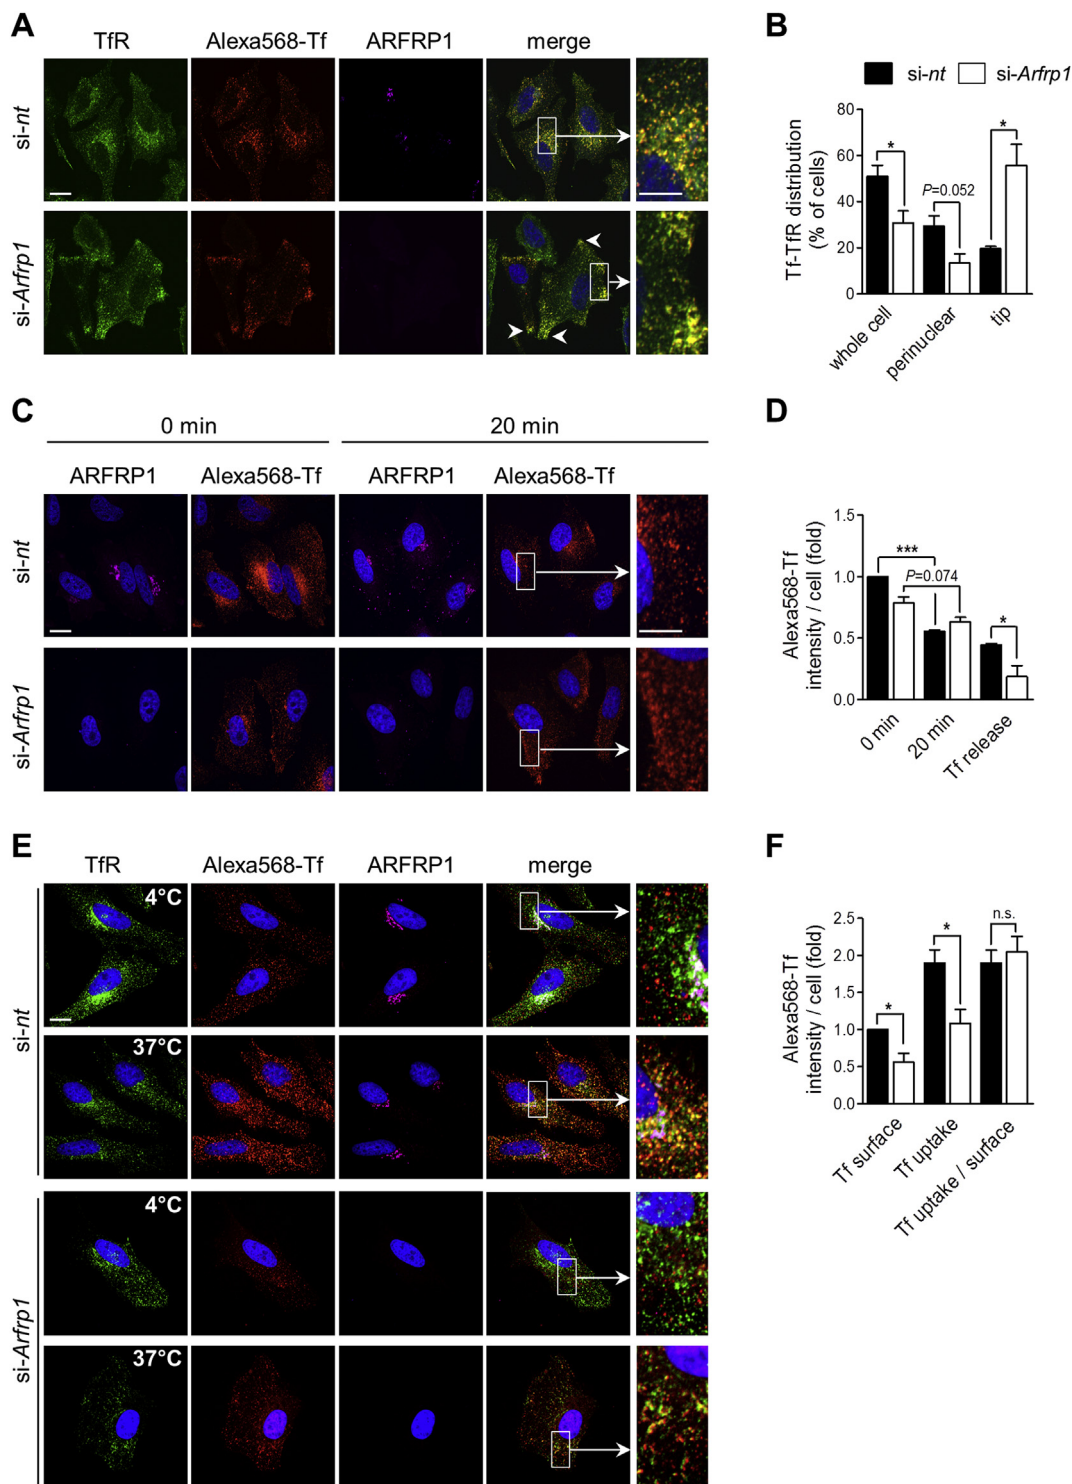 A
TfR Alexa568-Tf ARFRP1 merge
si-nt
si-Arfrp1
B
si-nt si-Arfrp1
Tf-TfR distribution
(% of cells)
80
60
40
20
0
* P=0.052 *
whole cell perinuclear tip
C
0 min 20 min
ARFRP1 Alexa568-Tf ARFRP1 Alexa568-Tf
si-nt
si-Arfrp1
D
Alexa568-Tf
intensity / cell (fold)
1.5
1.0
0.5
0.0
***
P=0.074
*
0 min 20 min Tf release
E
TfR Alexa568-Tf ARFRP1 merge
si-nt
4°C
37°C
si-Arfrp1
4°C
37°C
F
Alexa568-Tf
intensity / cell (fold)
2.5
2.0
1.5
1.0
0.5
0.0
* * n.s.
Tf surface Tf uptake Tf uptake / surface